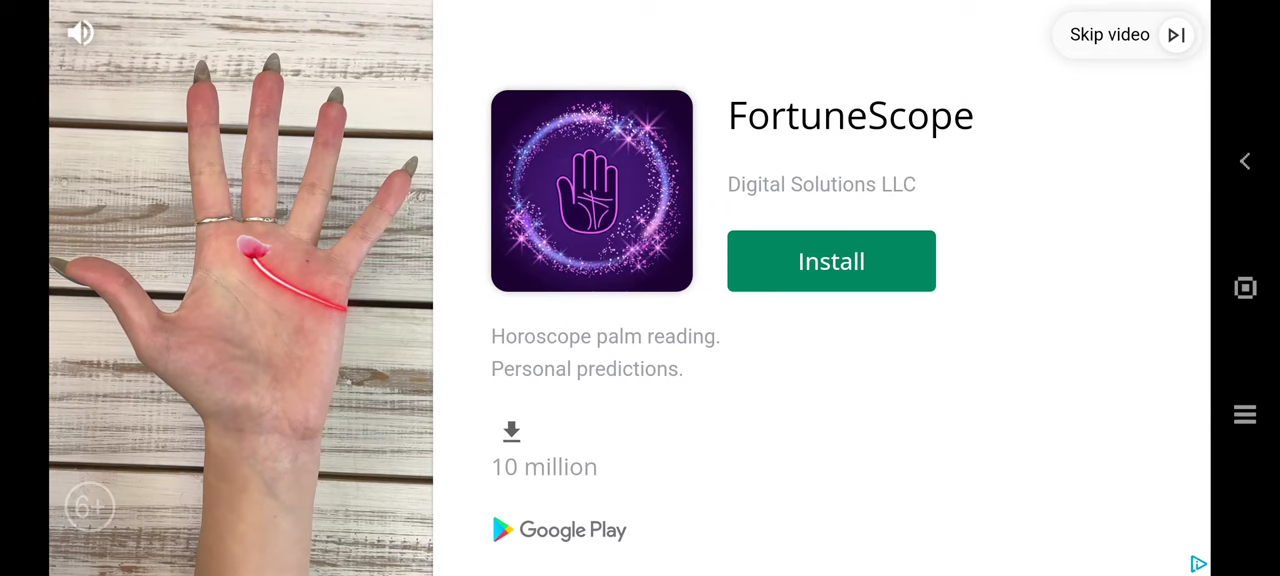 Skip video
FortuneScope
Digital Solutions LLC
Install
Horoscope palm reading.
Personal predictions.
10 million
Google Play
6+